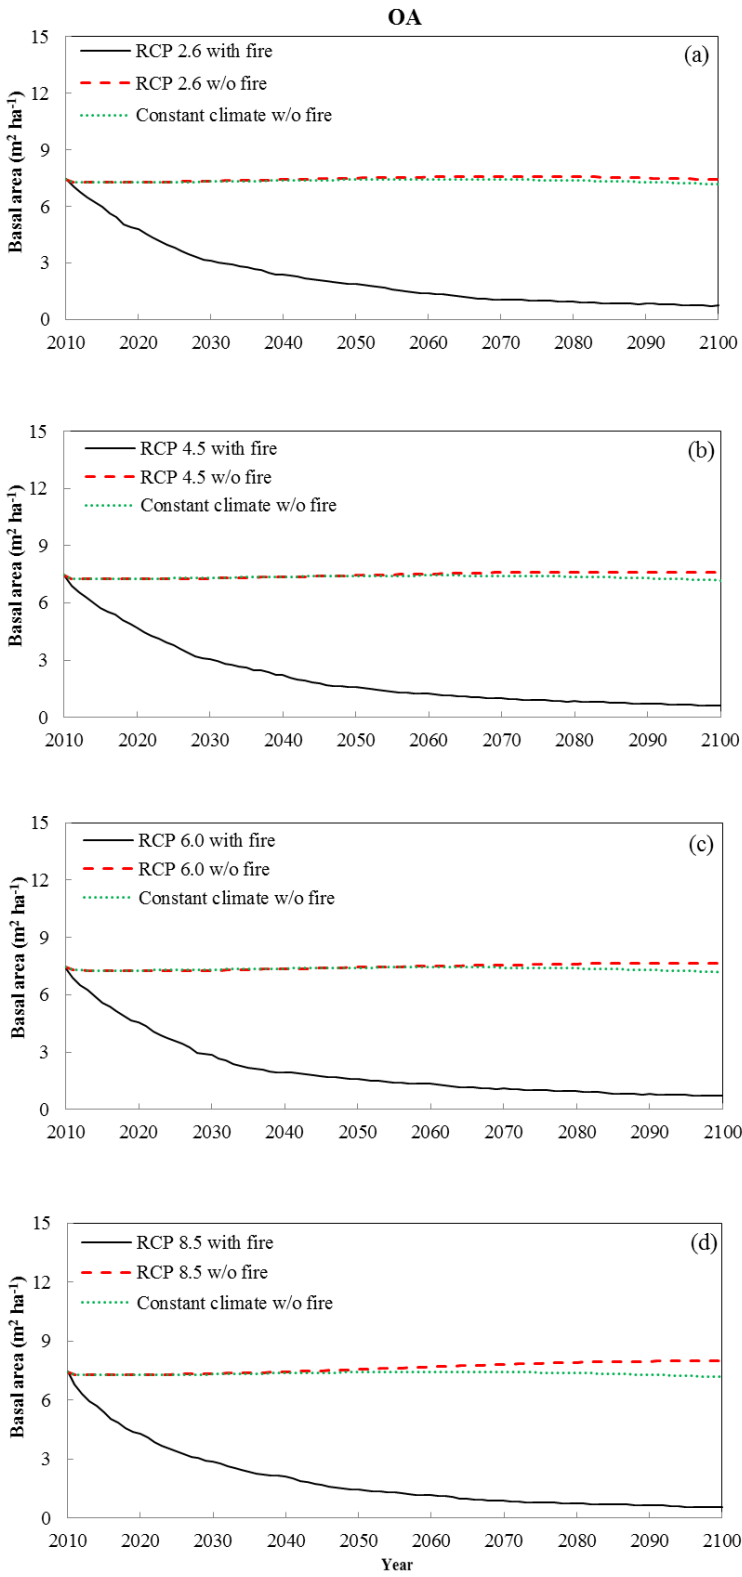 OA
15
12
9
6
3
0
Basal area (m² ha⁻¹)
RCP 2.6 with fire
RCP 2.6 w/o fire
Constant climate w/o fire
(a)
2010 2020 2030 2040 2050 2060 2070 2080 2090 2100
15
12
9
6
3
0
Basal area (m² ha⁻¹)
RCP 4.5 with fire
RCP 4.5 w/o fire
Constant climate w/o fire
(b)
2010 2020 2030 2040 2050 2060 2070 2080 2090 2100
15
12
9
6
3
0
Basal area (m² ha⁻¹)
RCP 6.0 with fire
RCP 6.0 w/o fire
Constant climate w/o fire
(c)
2010 2020 2030 2040 2050 2060 2070 2080 2090 2100
15
12
9
6
3
0
Basal area (m² ha⁻¹)
RCP 8.5 with fire
RCP 8.5 w/o fire
Constant climate w/o fire
(d)
2010 2020 2030 2040 2050 2060 2070 2080 2090 2100
Year